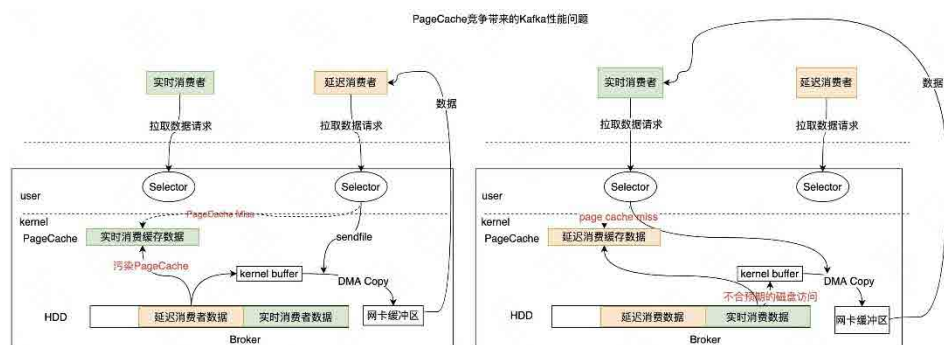 PageCache竞争带来的Kafka性能问题
实时消费者
延迟消费者
数据
拉取数据请求
拉取数据请求
Selector
Selector
user
kernel
PageCache Miss
PageCache
实时消费缓存数据
sendfile
污染PageCache
kernel buffer
DMA Copy
HDD
延迟消费者数据
实时消费者数据
网卡缓冲区
Broker
实时消费者
延迟消费者
数据
拉取数据请求
拉取数据请求
Selector
Selector
user
kernel
page cache miss
PageCache
延迟消费缓存数据
kernel buffer
DMA Copy
不合预期的磁盘访问
HDD
延迟消费数据
实时消费数据
网卡缓冲区
Broker